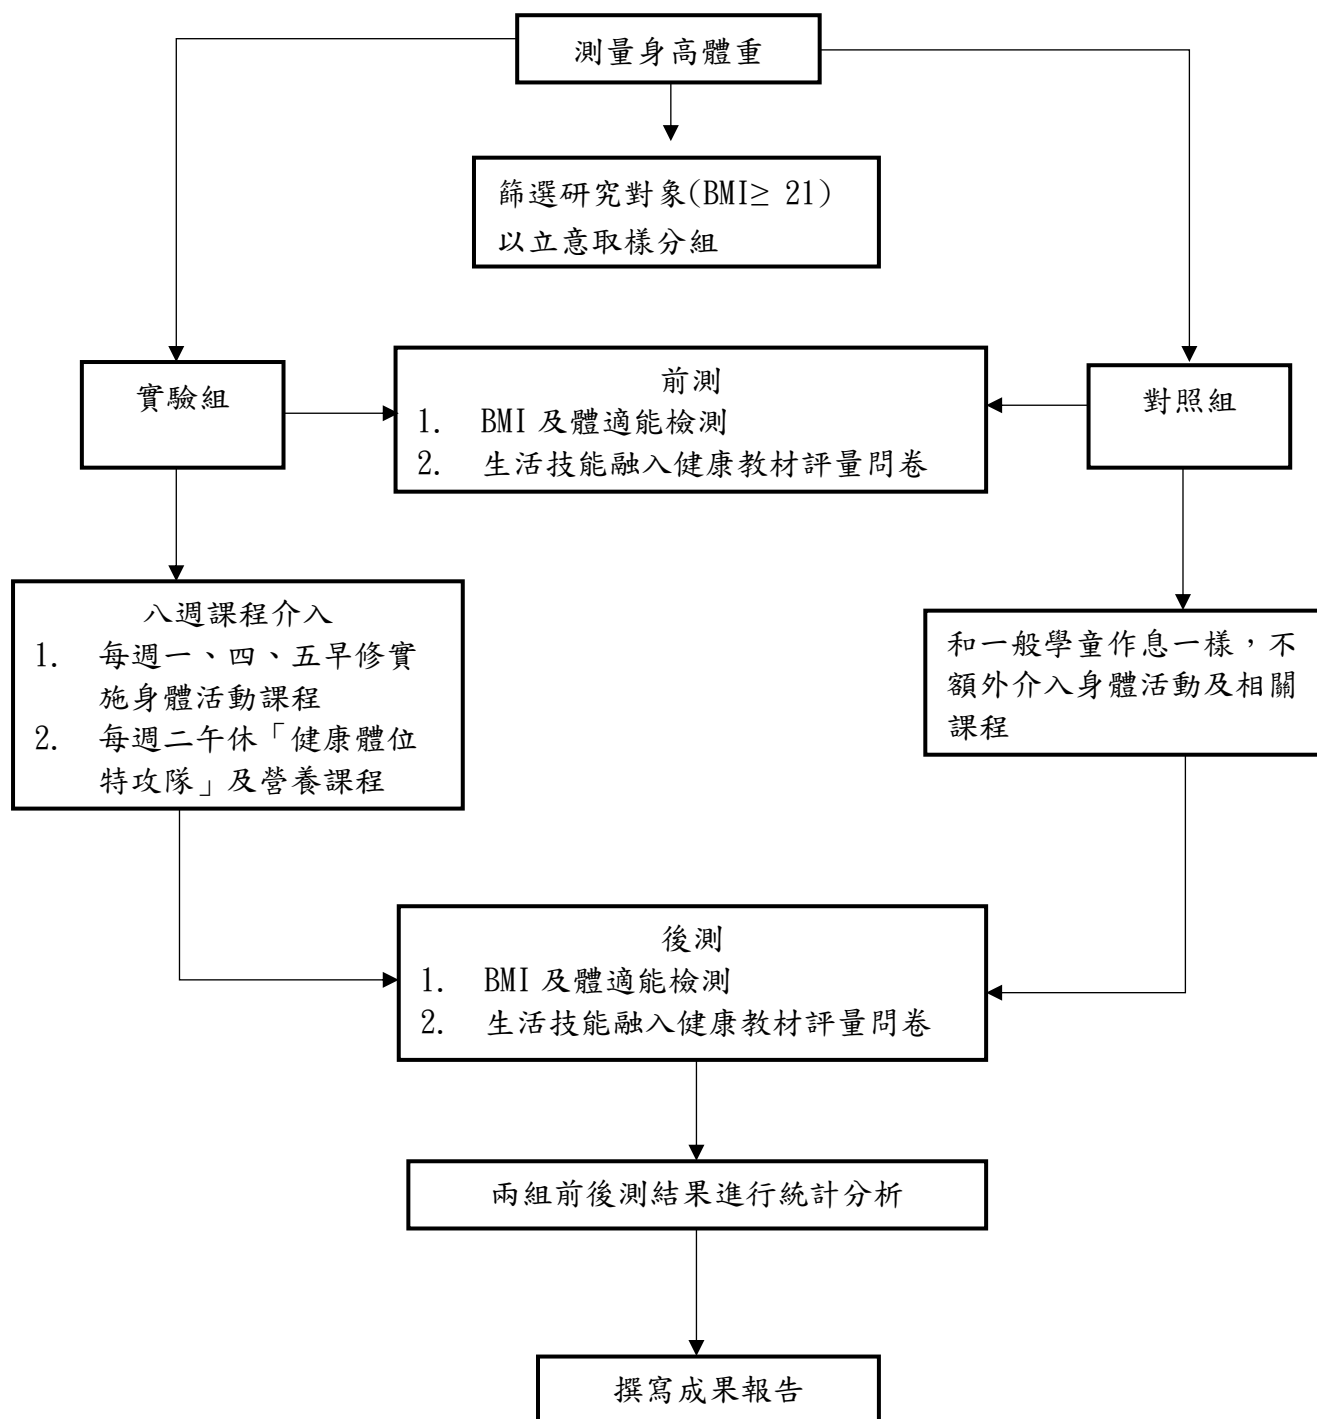 測量身高體重
篩選研究對象(BMI≥ 21)
以立意取樣分組
實驗組
前測
1. BMI 及體適能檢測
2. 生活技能融入健康教材評量問卷
對照組
八週課程介入
1. 每週一、四、五早修實
施身體活動課程
2. 每週二午休「健康體位
特攻隊」及營養課程
和一般學童作息一樣，不
額外介入身體活動及相關
課程
後測
1. BMI 及體適能檢測
2. 生活技能融入健康教材評量問卷
兩組前後測結果進行統計分析
撰寫成果報告